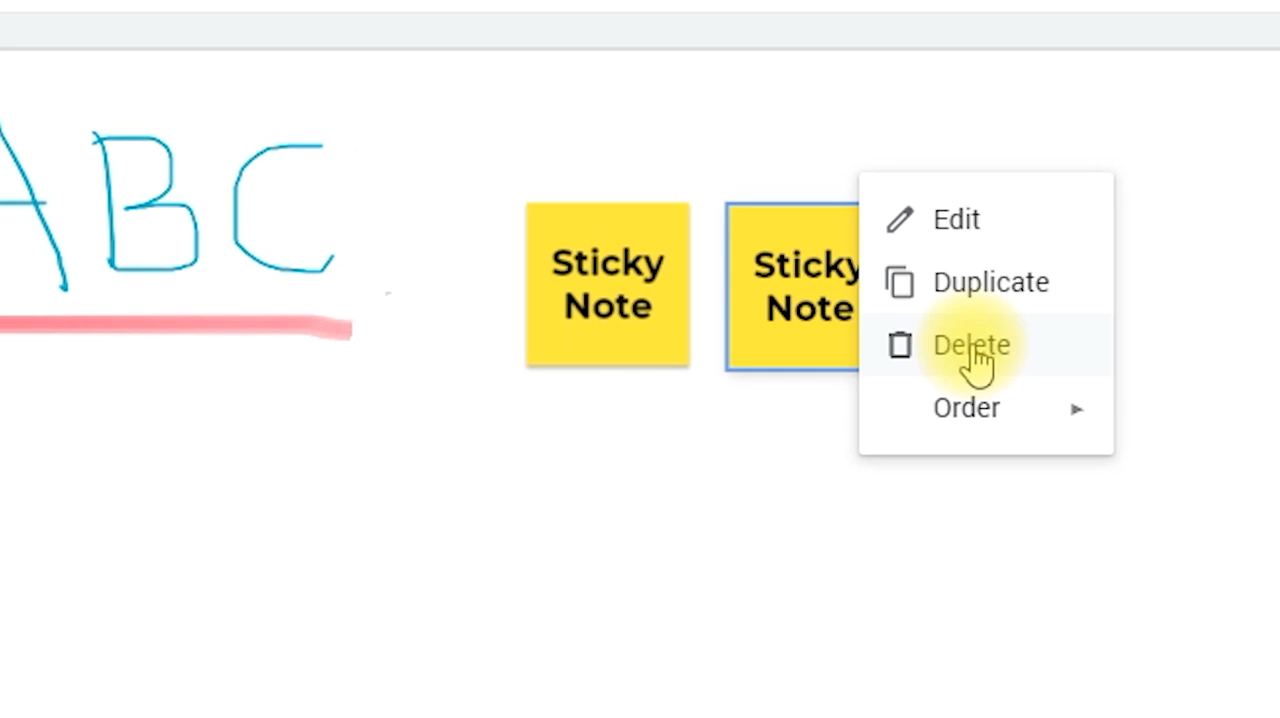 ABC
Sticky
Note
Sticky
Note
Edit
Duplicate
Delete
Order